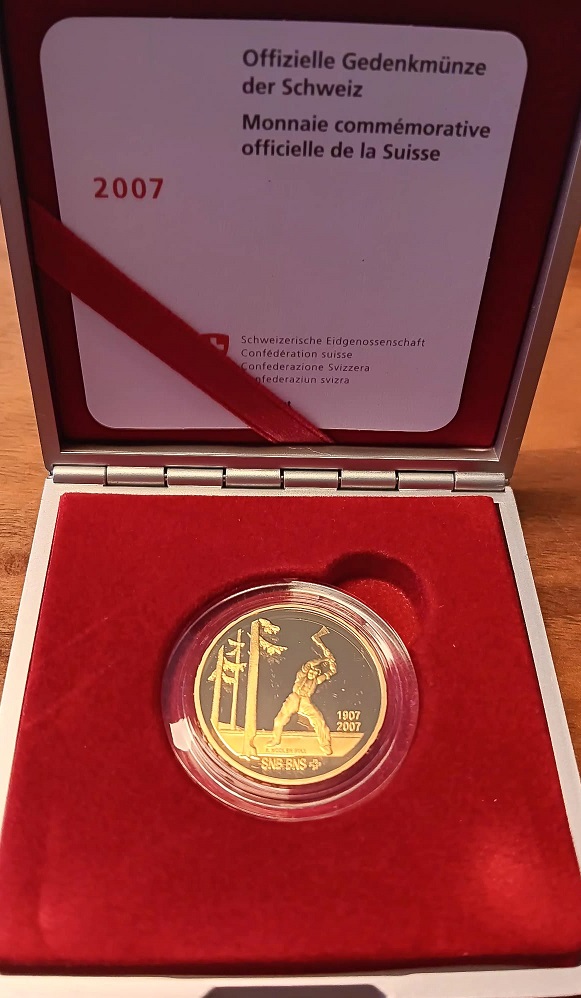 Offizielle Gedenkmünze
der Schweiz
Monnaie commémorative
officielle de la Suisse
2007
Schweizerische Eidgenossenschaft
Confédération suisse
Confederazione Svizzera
nfederaziun svizra
1907
2007
SNB BNS